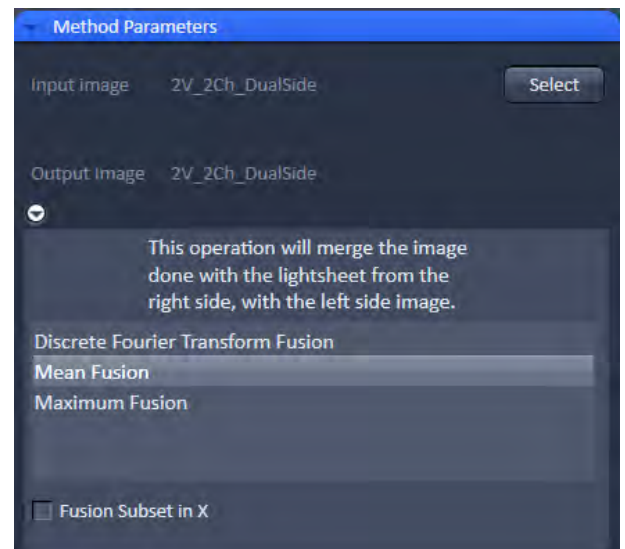 Method Parameters
Input image 2V_2Ch_DualSide Select
Output image 2V_2Ch_DualSide
This operation will merge the image
done with the lightsheet from the
right side, with the left side image.
Discrete Fourier Transform Fusion
Mean Fusion
Maximum Fusion
Fusion Subset in X